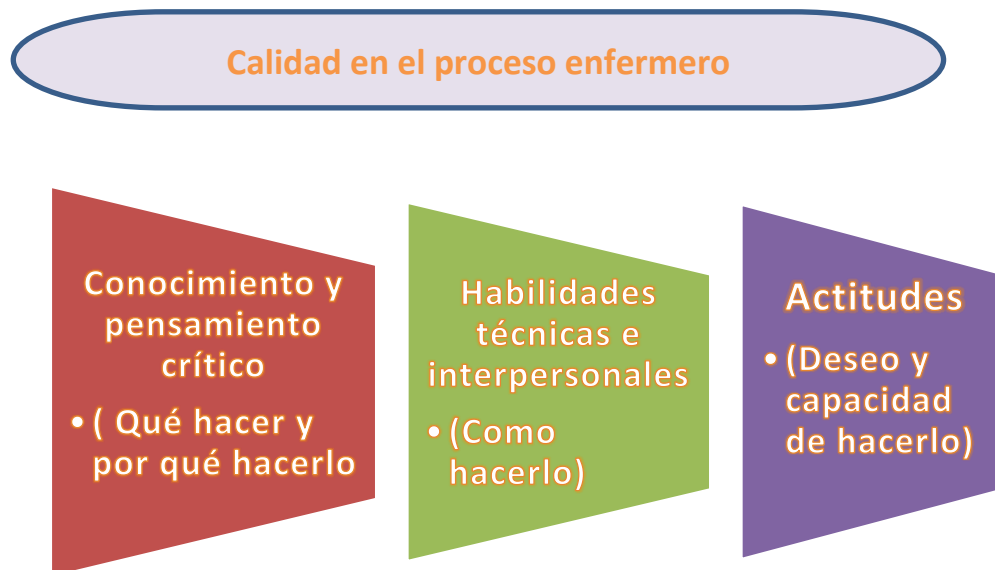 Calidad en el proceso enfermero
Conocimiento y
pensamiento
crítico
• ( Qué hacer y
por qué hacerlo
Habilidades
técnicas e
interpersonales
• (Como
hacerlo)
Actitudes
• (Deseo y
capacidad
de hacerlo)